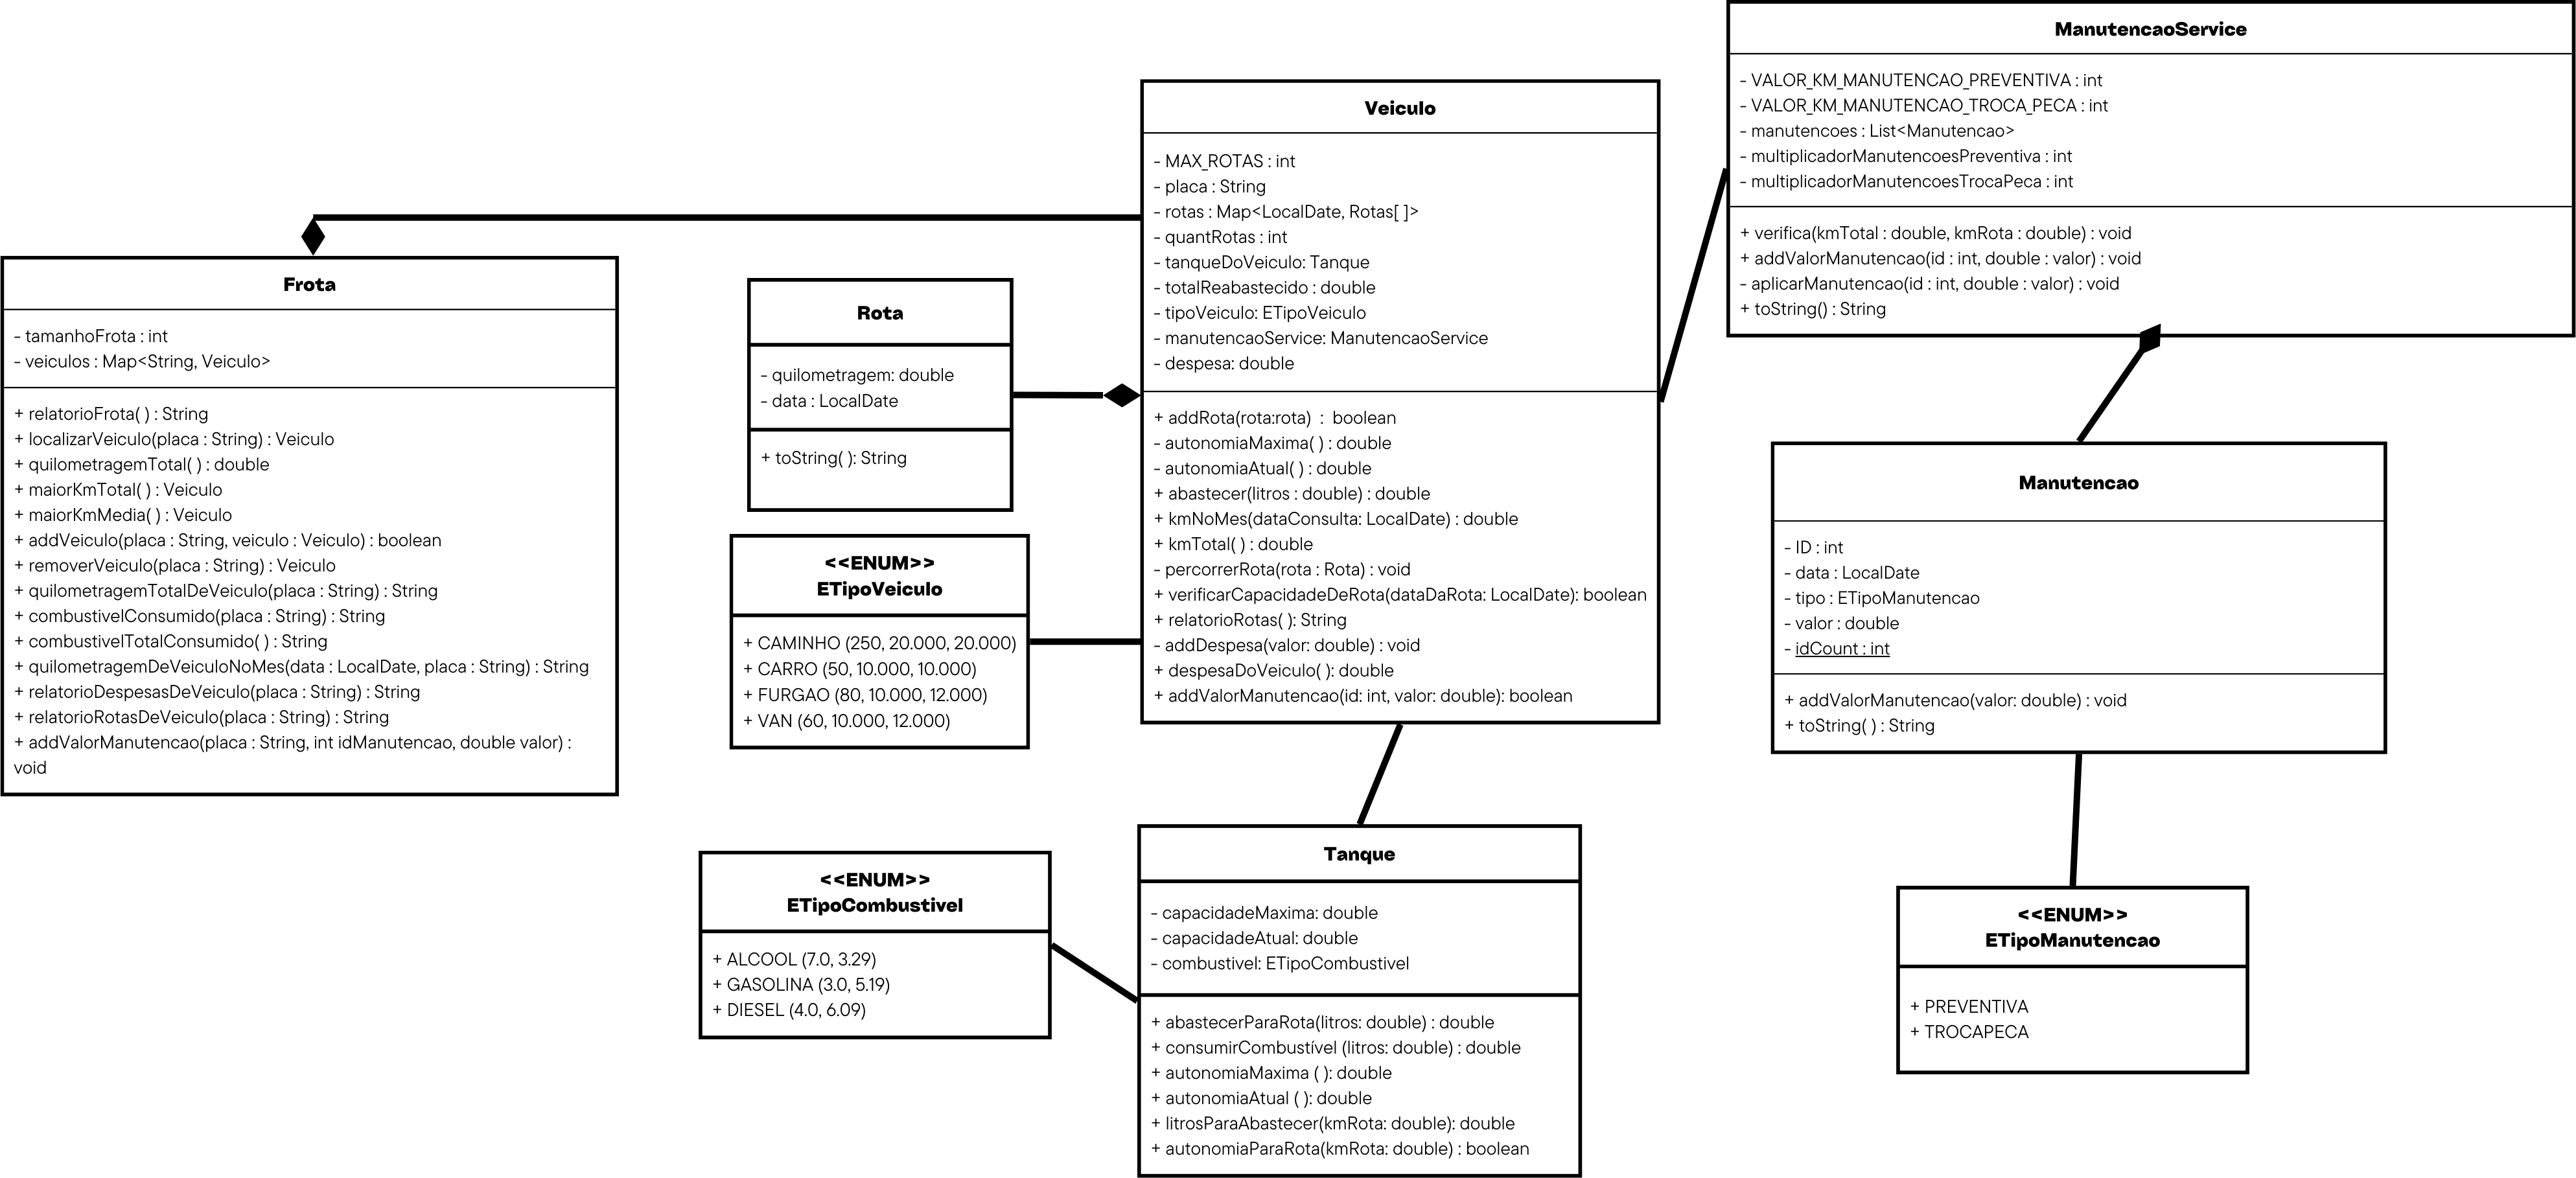 Frota
- tamanhoFrota : int
- veiculos : Map<String, Veiculo>
+ relatorioFrota( ) : String
+ localizarVeiculo(placa : String) : Veiculo
+ quilometragemTotal( ) : double
+ maiorKmTotal( ) : Veiculo
+ maiorKmMedia( ) : Veiculo
+ addVeiculo(placa : String, veiculo : Veiculo) : boolean
+ removerVeiculo(placa : String) : Veiculo
+ quilometragemTotalDeVeiculo(placa : String) : String
+ combustivelConsumido(placa : String) : String
+ combustivelTotalConsumido( ) : String
+ quilometragemDeVeiculoNoMes(data : LocalDate, placa : String) : String
+ relatorioDespesasDeVeiculo(placa : String) : String
+ relatorioRotasDeVeiculo(placa : String) : String
+ addValorManutencao(placa : String, int idManutencao, double valor) :
void
Rota
- quilometragem: double
- data : LocalDate
+ toString( ): String
<<ENUM>>
ETipoVeiculo
+ CAMINHO (250, 20.000, 20.000)
+ CARRO (50, 10.000, 10.000)
+ FURGAO (80, 10.000, 12.000)
+ VAN (60, 10.000, 12.000)
<<ENUM>>
ETipoCombustivel
+ ALCOOL (7.0, 3.29)
+ GASOLINA (3.0, 5.19)
+ DIESEL (4.0, 6.09)
Veiculo
- MAX_ROTAS : int
- placa : String
- rotas : Map<LocalDate, Rotas[ ]>
- quantRotas : int
- tanqueDoVeiculo: Tanque
- totalReabastecido : double
- tipoVeiculo: ETipoVeiculo
- manutencaoService: ManutencaoService
- despesa: double
+ addRota(rota:rota) : boolean
- autonomiaMaxima( ) : double
- autonomiaAtual( ) : double
+ abastecer(litros : double) : double
+ kmNoMes(dataConsulta: LocalDate) : double
+ kmTotal( ) : double
- percorrerRota(rota : Rota) : void
+ verificarCapacidadeDeRota(dataDaRota: LocalDate): boolean
+ relatorioRotas( ): String
- addDespesa(valor: double) : void
+ despesaDoVeiculo( ): double
+ addValorManutencao(id: int, valor: double): boolean
Tanque
- capacidadeMaxima: double
- capacidadeAtual: double
- combustivel: ETipoCombustivel
+ abastecerParaRota(litros: double) : double
+ consumirCombustível (litros: double) : double
+ autonomiaMaxima ( ): double
+ autonomiaAtual ( ): double
+ litrosParaAbastecer(kmRota: double): double
+ autonomiaParaRota(kmRota: double) : boolean
ManutencaoService
- VALOR_KM_MANUTENCAO_PREVENTIVA : int
- VALOR_KM_MANUTENCAO_TROCA_PECA : int
- manutencoes : List<Manutencao>
- multiplicadorManutencoesPreventiva : int
- multiplicadorManutencoesTrocaPeca : int
+ verifica(kmTotal : double, kmRota : double) : void
+ addValorManutencao(id : int, double : valor) : void
- aplicarManutencao(id : int, double : valor) : void
+ toString() : String
Manutencao
- ID : int
- data : LocalDate
- tipo : ETipoManutencao
- valor : double
- idCount : int
+ addValorManutencao(valor: double) : void
+ toString( ) : String
<<ENUM>>
ETipoManutencao
+ PREVENTIVA
+ TROCAPECA